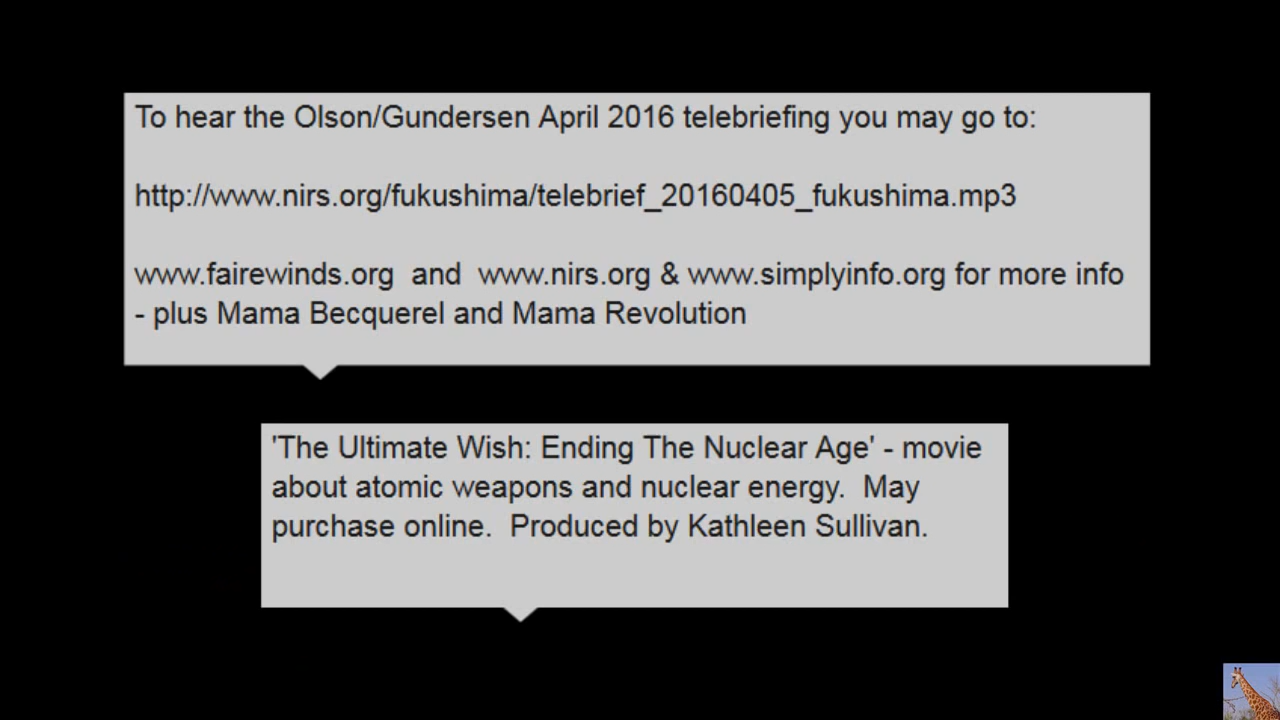 To hear the Olson/Gundersen April 2016 telebriefing you may go to:
http://www.nirs.org/fukushima/telebrief_20160405_fukushima.mp3
www.fairewinds.org  and  www.nirs.org & www.simplyinfo.org for more info
- plus Mama Becquerel and Mama Revolution
'The Ultimate Wish: Ending The Nuclear Age' - movie
about atomic weapons and nuclear energy.  May
purchase online.  Produced by Kathleen Sullivan.